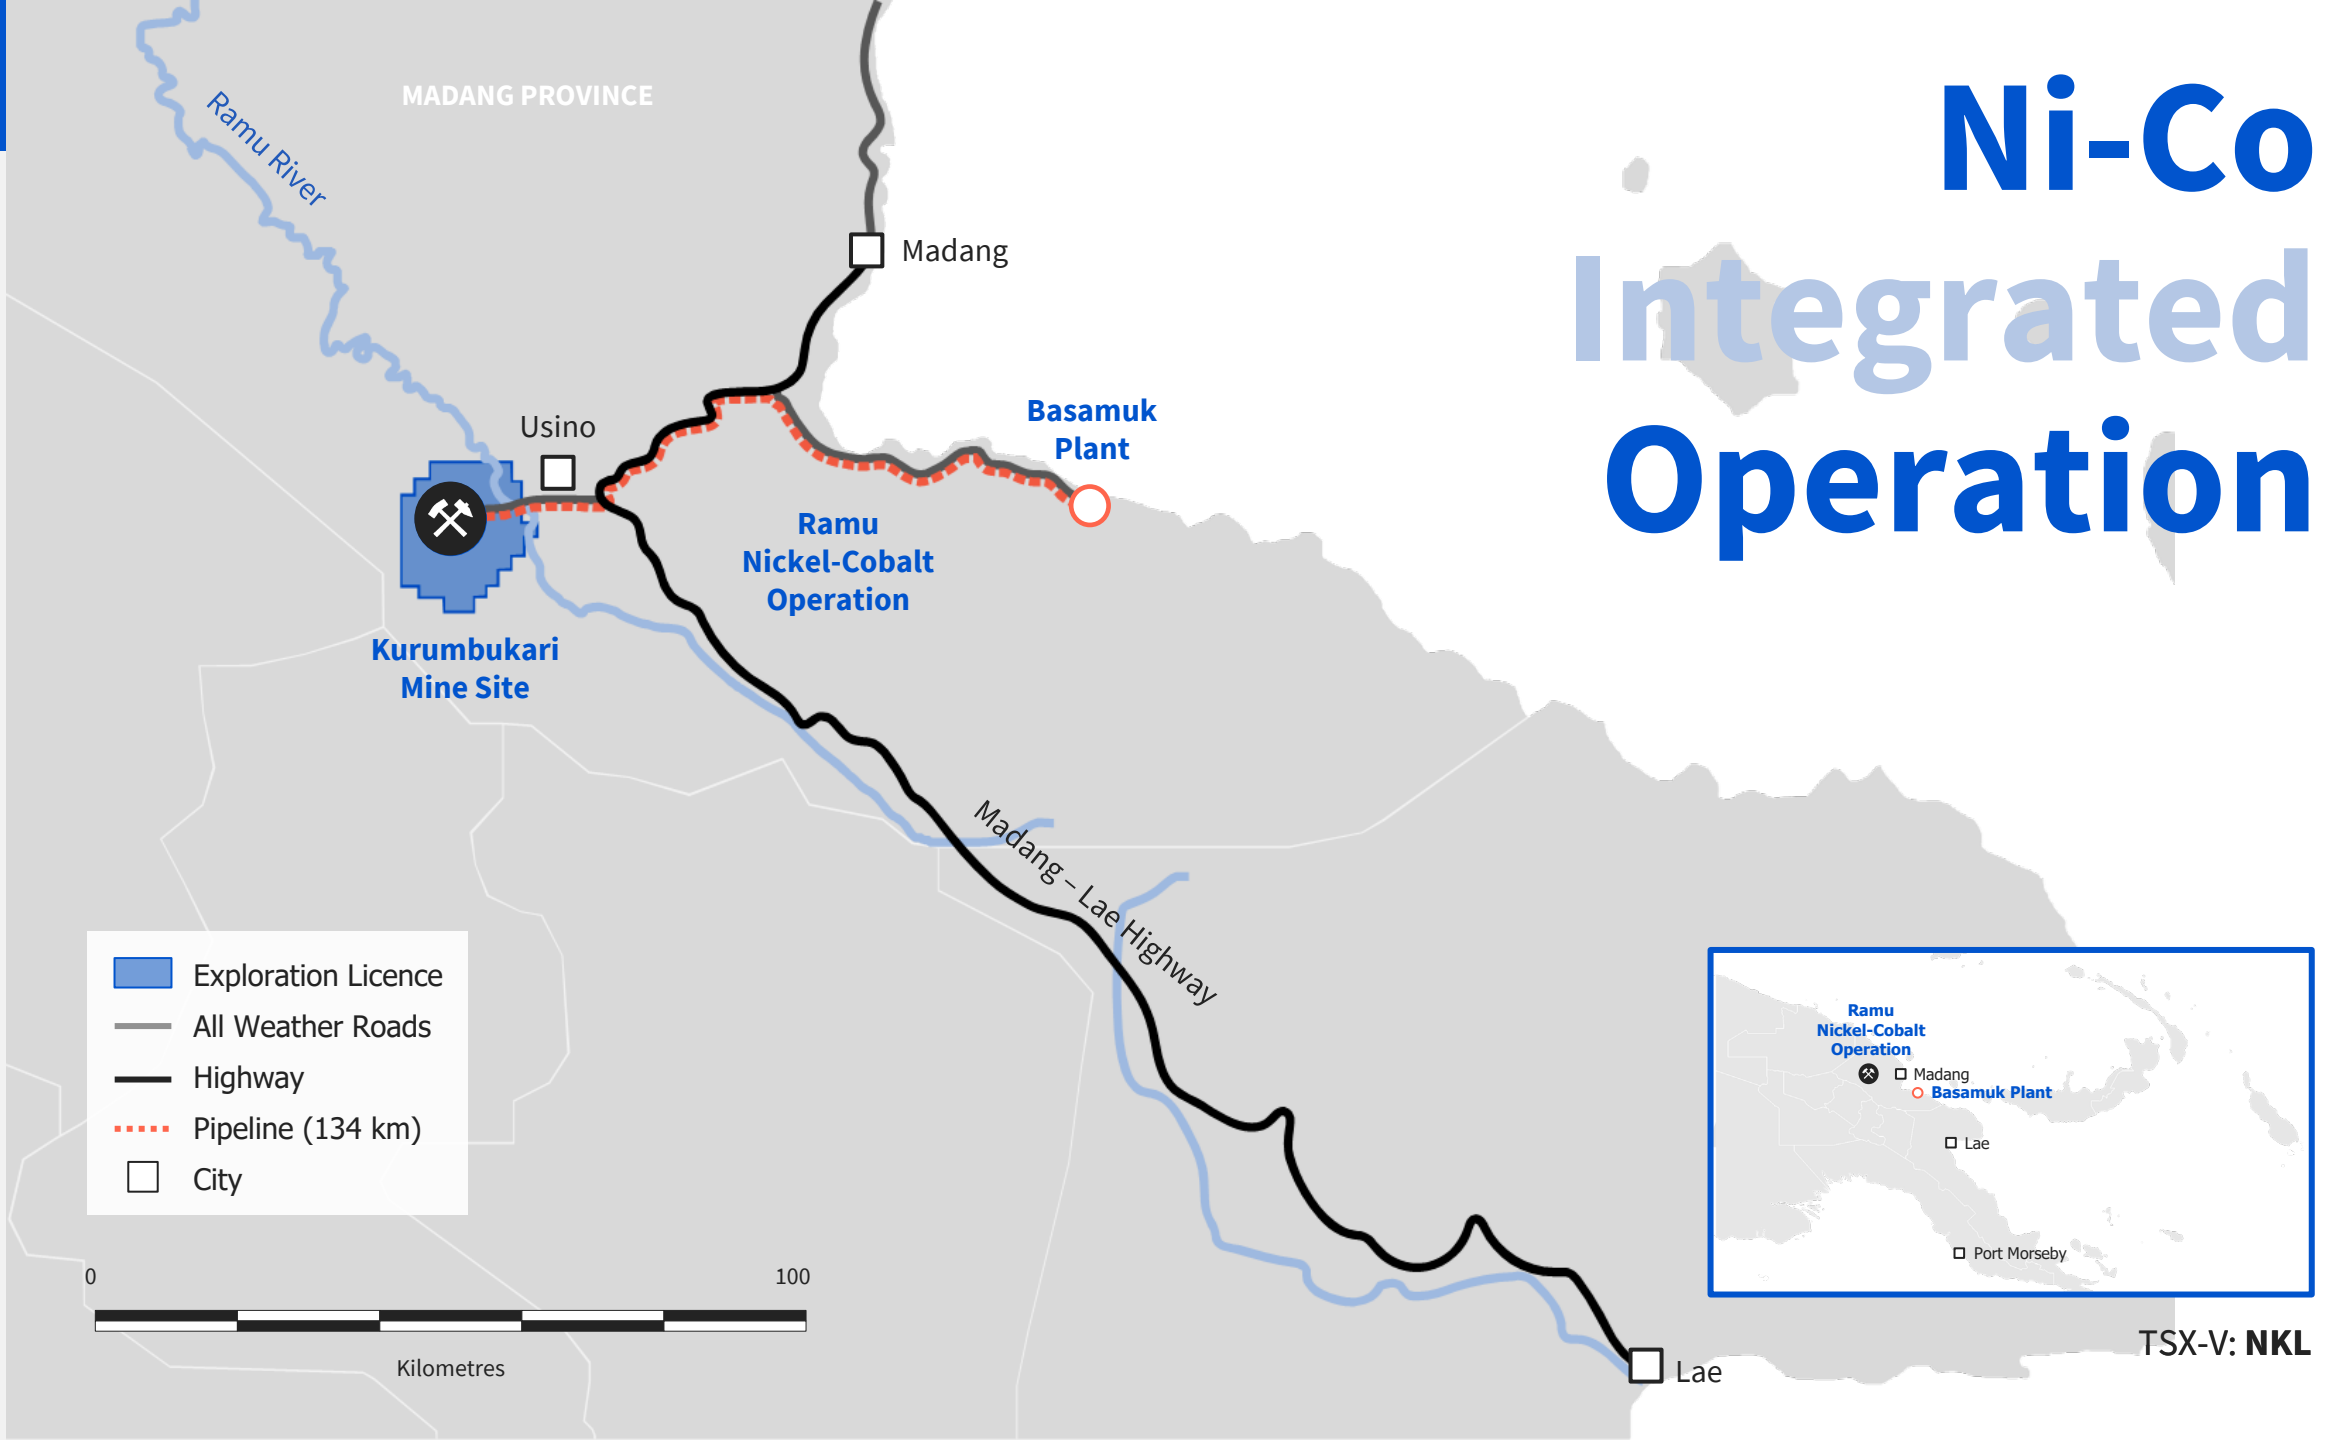 Ni-Co
Integrated
Operation
MADANG PROVINCE
Ramu River
Madang
Usino
Basamuk
Plant
Ramu
Nickel-Cobalt
Operation
Kurumbukari
Mine Site
Madang – Lae Highway
Exploration Licence
All Weather Roads
Highway
Pipeline (134 km)
City
0
100
Kilometres
Lae
Ramu
Nickel-Cobalt
Operation
Madang
Basamuk Plant
Lae
Port Morseby
TSX-V: NKL